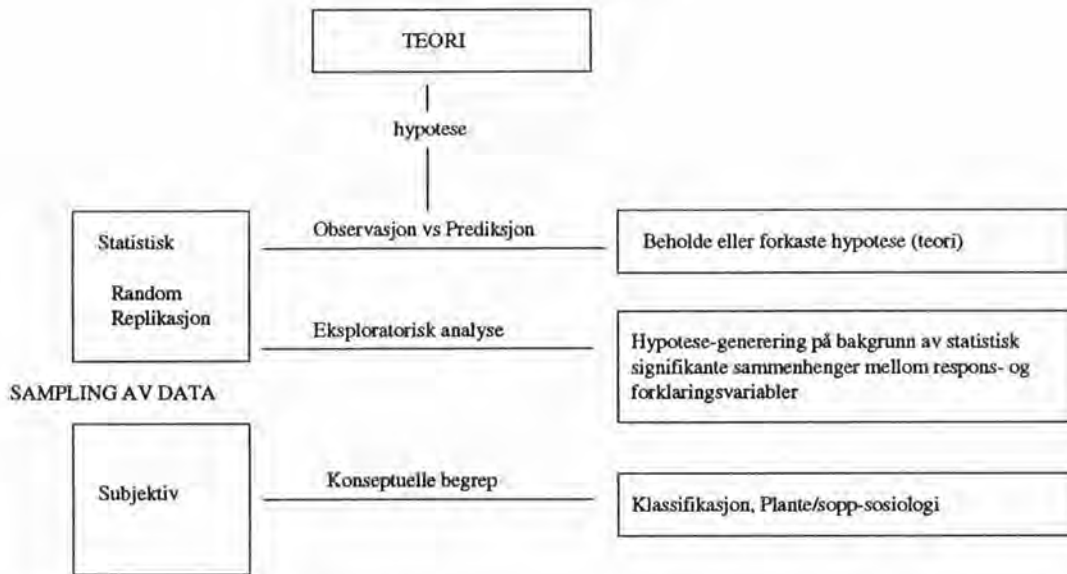 TEORI
hypotese
Observasjon vs Prediksjon
Statistisk
Random
Replikasjon
Beholde eller forkaste hypotese (teori)
Eksploratorisk analyse
Hypotese-generering på bakgrunn av statistisk
signifikante sammenhenger mellom respons- og
forklaringsvariabler
SAMPLING AV DATA
Subjektiv
Konseptuelle begrep
Klassifikasjon, Plante/sopp-sosiologi